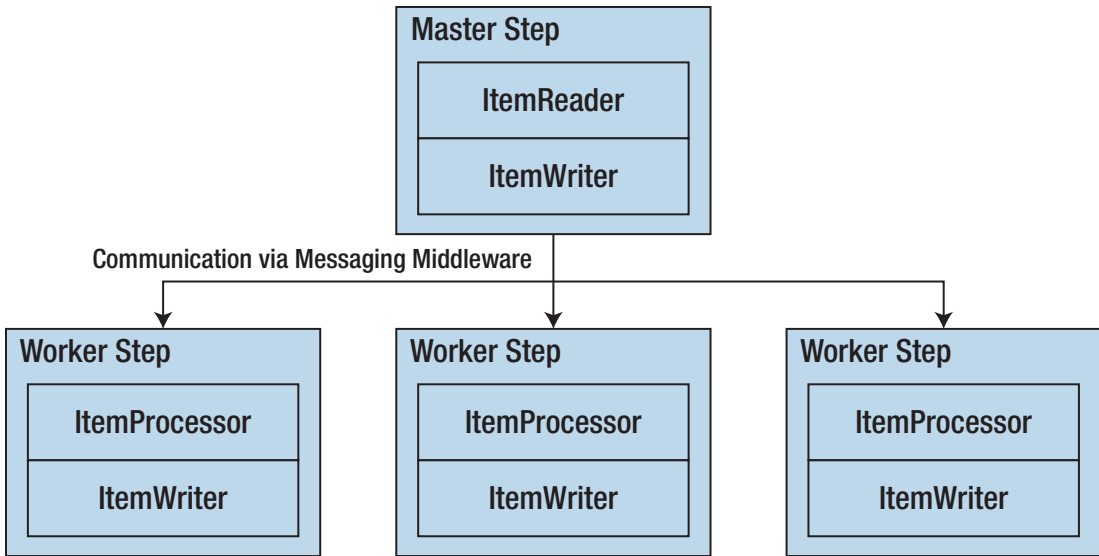 Master Step
ItemReader
ItemWriter
Communication via Messaging Middleware
Worker Step
ItemProcessor
ItemWriter
Worker Step
ItemProcessor
ItemWriter
Worker Step
ItemProcessor
ItemWriter